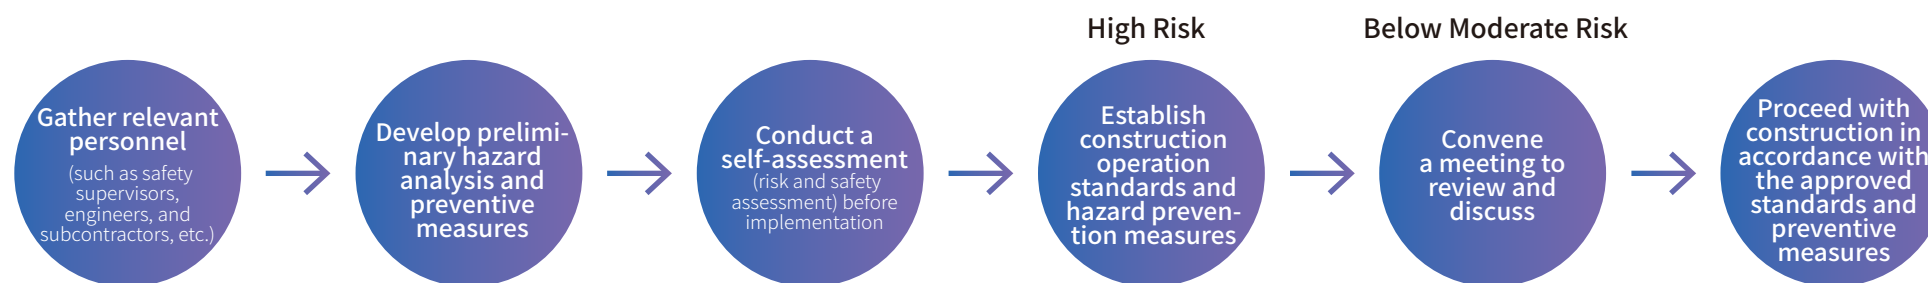 Gather relevant
personnel
(such as safety
supervisors,
engineers, and
subcontractors, etc.)
Develop prelimi-
nary hazard
analysis and
preventive
measures
Conduct a
self-assessment
(risk and safety
assessment) before
implementation
High Risk
Establish
construction
operation
standards and
hazard preven-
tion measures
Below Moderate Risk
Convene
a meeting to
review and
discuss
Proceed with
construction in
accordance with
the approved
standards and
preventive
measures